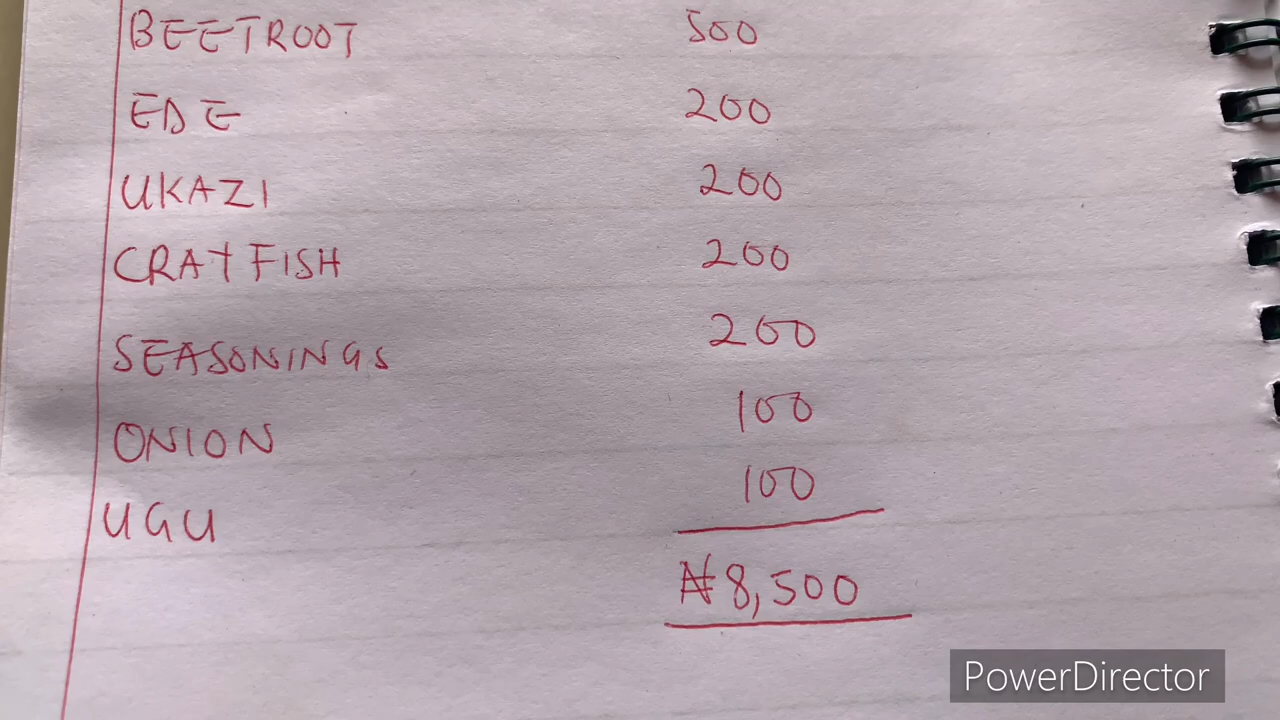 BEETROOT 500
EDE 200
UKAZI 200
CRAYFISH 200
SEASONINGS 200
ONION 100
UGU 100
₦8,500
PowerDirector